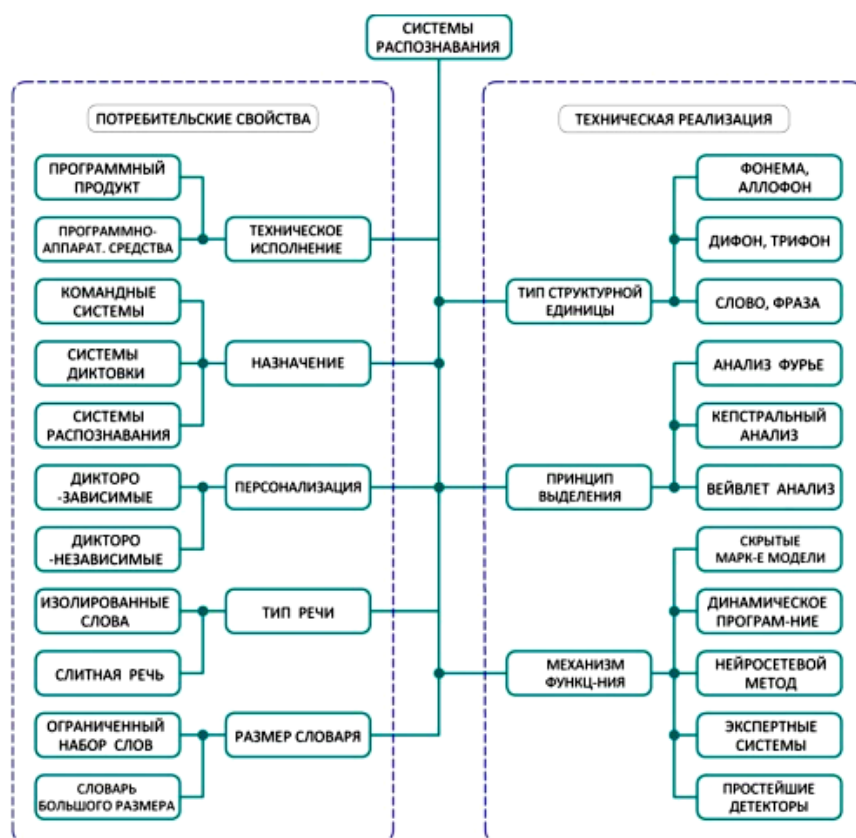 СИСТЕМЫ
РАСПОЗНАВАНИЯ
ПОТРЕБИТЕЛЬСКИЕ СВОЙСТВА
ПРОГРАММНЫЙ
ПРОДУКТ
ПРОГРАММНО-
АППАРАТ. СРЕДСТВА
ТЕХНИЧЕСКОЕ
ИСПОЛНЕНИЕ
КОМАНДНЫЕ
СИСТЕМЫ
СИСТЕМЫ
ДИКТОВКИ
СИСТЕМЫ
РАСПОЗНАВАНИЯ
НАЗНАЧЕНИЕ
ДИКТОРО
-ЗАВИСИМЫЕ
ДИКТОРО
-НЕЗАВИСИМЫЕ
ПЕРСОНАЛИЗАЦИЯ
ИЗОЛИРОВАННЫЕ
СЛОВА
СЛИТНАЯ РЕЧЬ
ТИП РЕЧИ
ОГРАНИЧЕННЫЙ
НАБОР СЛОВ
СЛОВАРЬ
БОЛЬШОГО РАЗМЕРА
РАЗМЕР СЛОВАРЯ
ТЕХНИЧЕСКАЯ РЕАЛИЗАЦИЯ
ТИП СТРУКТУРНОЙ
ЕДИНИЦЫ
ФОНЕМА,
АЛЛОФОН
ДИФОН, ТРИФОН
СЛОВО, ФРАЗА
ПРИНЦИП
ВЫДЕЛЕНИЯ
АНАЛИЗ ФУРЬЕ
КЕПСТРАЛЬНЫЙ
АНАЛИЗ
ВЕЙВЛЕТ АНАЛИЗ
МЕХАНИЗМ
ФУНКЦ-НИЯ
СКРЫТЫЕ
МАРК-Е МОДЕЛИ
ДИНАМИЧЕСКОЕ
ПРОГРАМ-НИЕ
НЕЙРОСЕТЕВОЙ
МЕТОД
ЭКСПЕРТНЫЕ
СИСТЕМЫ
ПРОСТЕЙШИЕ
ДЕТЕКТОРЫ